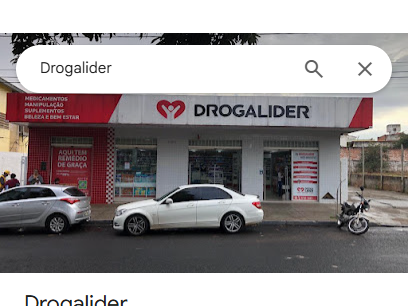 Drogalider
MEDICAMENTOS
MANIPULAÇÃO
SUPLEMENTOS
BELEZA E BEM ESTAR
DROGALIDER
AQUI TEM
REMÉDIO
DE GRAÇA
Drogalider